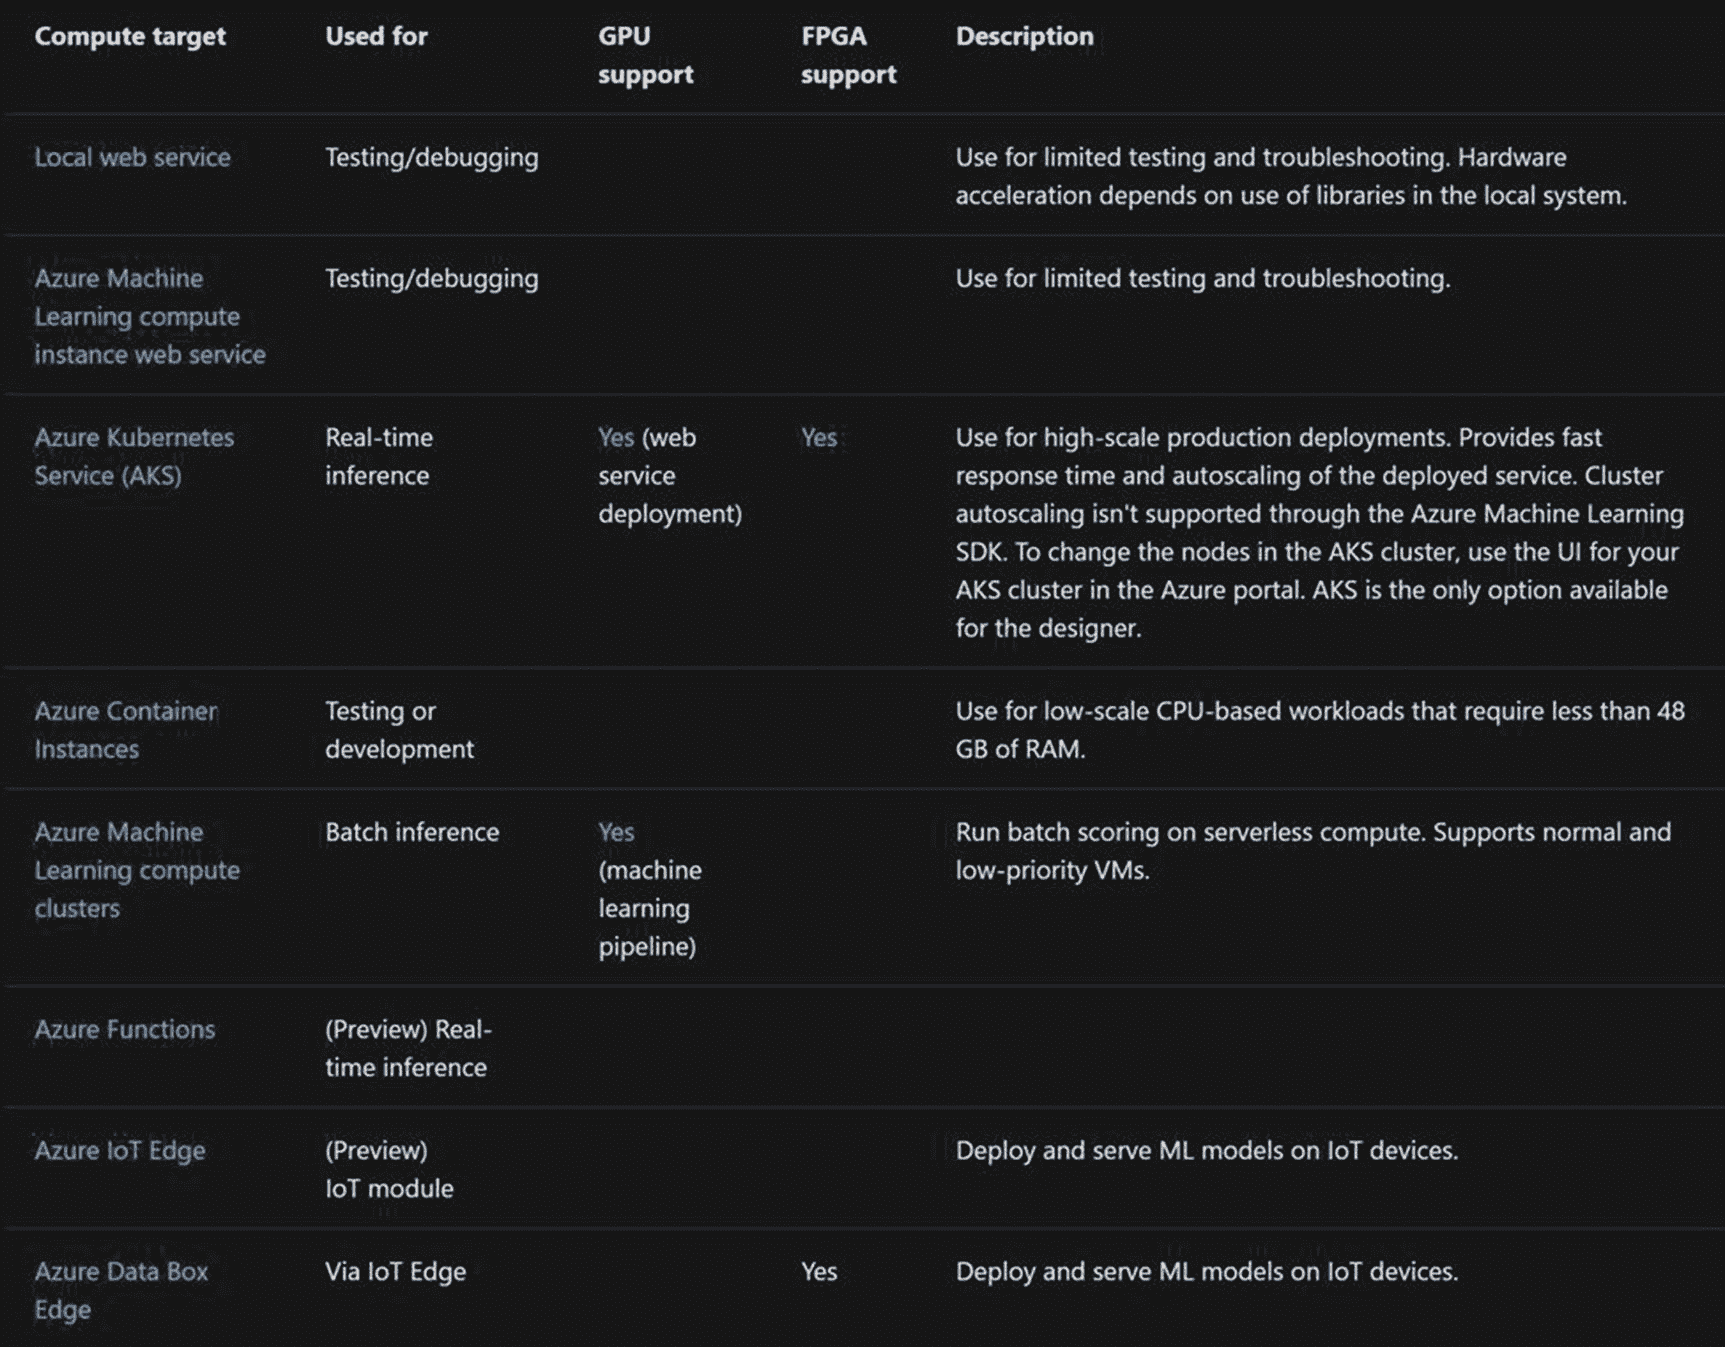 Compute target
Used for
GPU
support
FPGA
support
Description
Local web service
Testing/debugging
Use for limited testing and troubleshooting. Hardware
acceleration depends on use of libraries in the local system.
Azure Machine
Learning compute
instance web service
Testing/debugging
Use for limited testing and troubleshooting.
Azure Kubernetes
Service (AKS)
Real-time
inference
Yes (web
service
deployment)
Yes
Use for high-scale production deployments. Provides fast
response time and autoscaling of the deployed service. Cluster
autoscaling isn't supported through the Azure Machine Learning
SDK. To change the nodes in the AKS cluster, use the UI for your
AKS cluster in the Azure portal. AKS is the only option available
for the designer.
Azure Container
Instances
Testing or
development
Use for low-scale CPU-based workloads that require less than 48
GB of RAM.
Azure Machine
Learning compute
clusters
Batch inference
Yes
(machine
learning
pipeline)
Run batch scoring on serverless compute. Supports normal and
low-priority VMs.
Azure Functions
(Preview) Real-
time inference
Azure IoT Edge
(Preview)
IoT module
Deploy and serve ML models on IoT devices.
Azure Data Box
Edge
Via IoT Edge
Yes
Deploy and serve ML models on IoT devices.